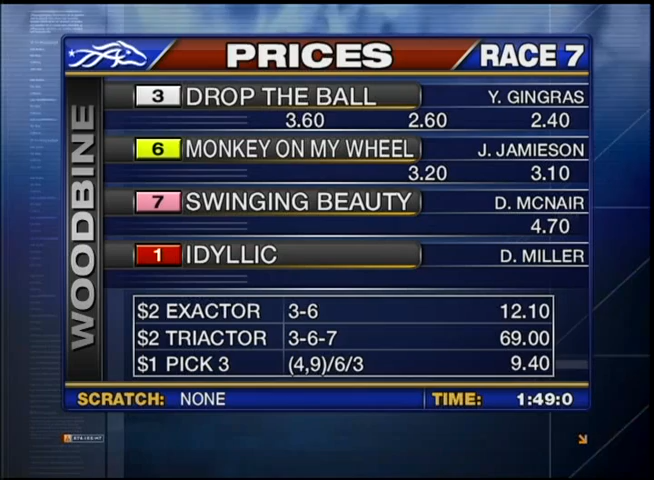 PRICES
RACE 7
WOODBINE
3 DROP THE BALL Y. GINGRAS
3.60 2.60 2.40
6 MONKEY ON MY WHEEL J. JAMIESON
3.20 3.10
7 SWINGING BEAUTY D. MCNAIR
4.70
1 IDYLLIC D. MILLER
$2 EXACTOR 3-6 12.10
$2 TRIACTOR 3-6-7 69.00
$1 PICK 3 (4,9)/6/3 9.40
SCRATCH: NONE TIME: 1:49:0